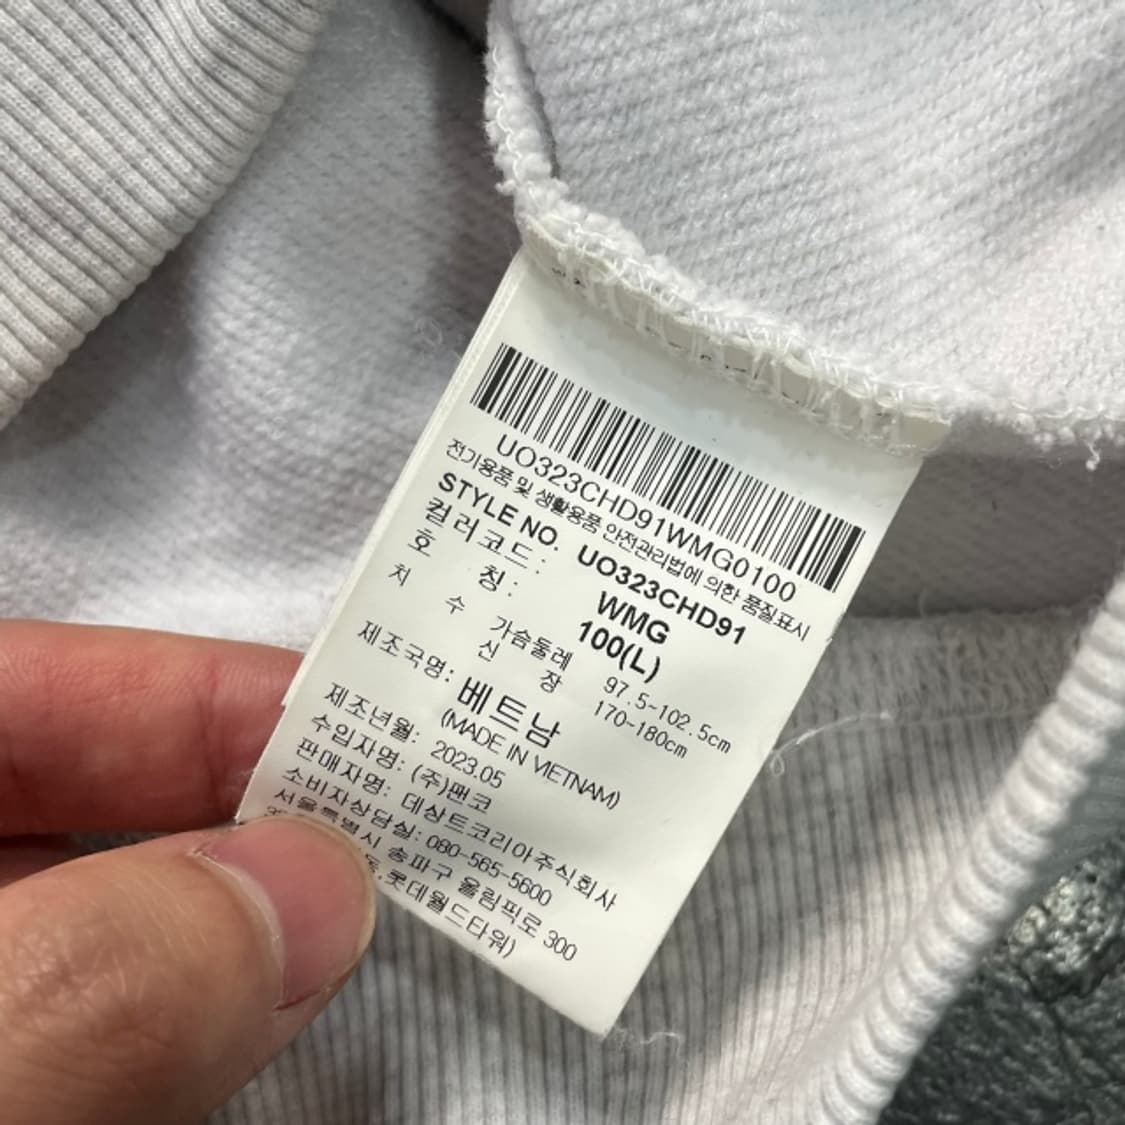 UO323CHD91WMG0100
전기용품 및 생활용품 안전관리법에 의한 품질표시
STYLE NO. UO323CHD91
컬러코드: WMG
호 칭: 100(L)
치 수 가슴둘레 97.5-102.5cm
신 장 170-180cm
제조국명: 베트남
(MADE IN VIETNAM)
제조년월: 2023.05
수입자명: (주)팬코
판매자명: 데상트코리아주식회사
소비자상담실: 080-565-5600
서울특별시 송파구 올림픽로 300
롯데월드타워)